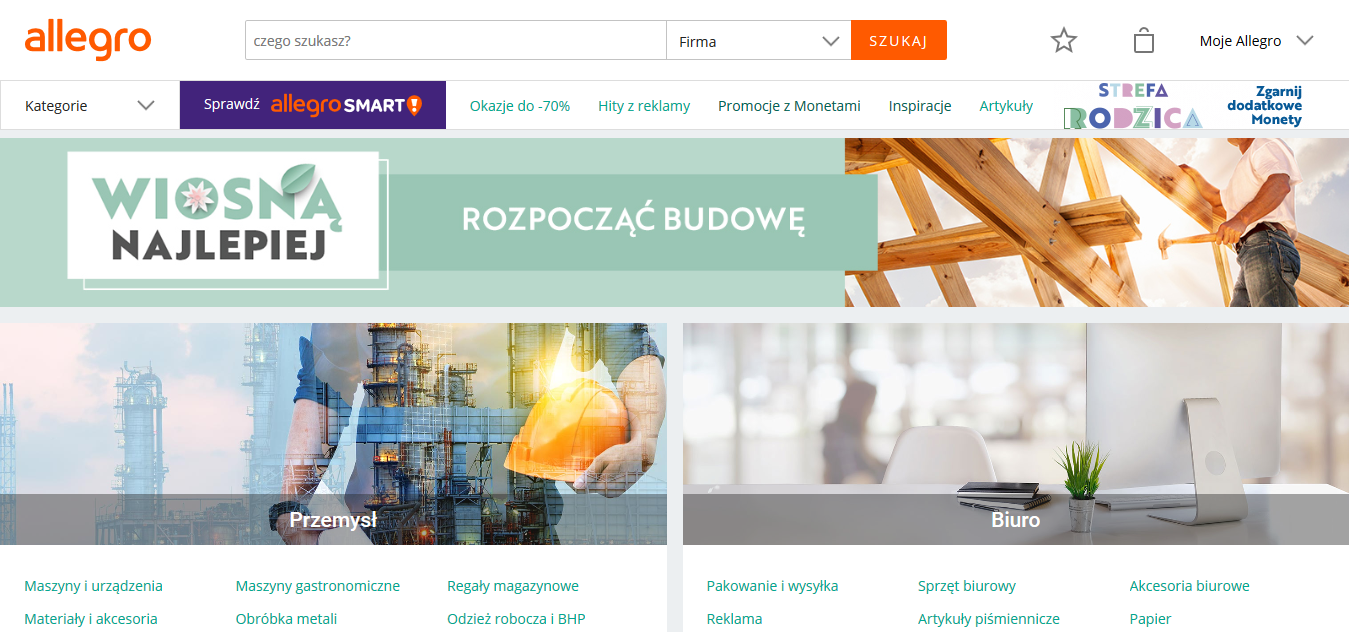 allegro
czego szukasz?
Firma
SZUKAJ
Moje Allegro
Kategorie
Sprawdź allegro SMART!
Okazje do -70%
Hity z reklamy
Promocje z Monetami
Inspiracje
Artykuły
STREFA
RODZICA
Zgarnij
dodatkowe
Monety
WIOSNĄ
NAJLEPIEJ
ROZPOCZĄĆ BUDOWĘ
Przemysł
Biuro
Maszyny i urządzenia
Maszyny gastronomiczne
Regały magazynowe
Materiały i akcesoria
Obróbka metali
Odzież robocza i BHP
Pakowanie i wysyłka
Sprzęt biurowy
Akcesoria biurowe
Reklama
Artykuły piśmiennicze
Papier